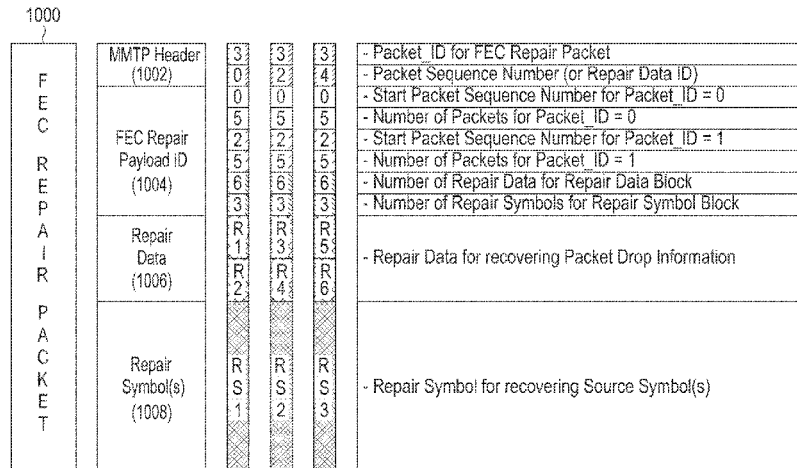 1000
FEC REPAIR PACKET
MMTP Header
(1002)
3 3 3 - Packet_ID for FEC Repair Packet
0 2 4 - Packet Sequence Number (or Repair Data ID)
FEC Repair
Payload ID
(1004)
0 0 0 - Start Packet Sequence Number for Packet_ID = 0
5 5 5 - Number of Packets for Packet_ID = 0
2 2 2 - Start Packet Sequence Number for Packet_ID = 1
5 5 5 - Number of Packets for Packet_ID = 1
6 6 6 - Number of Repair Data for Repair Data Block
3 3 3 - Number of Repair Symbols for Repair Symbol Block
Repair
Data
(1006)
R R R
1 3 5
R R R
2 4 6
- Repair Data for recovering Packet Drop Information
Repair
Symbol(s)
(1008)
R R R
S S S
1 2 3
- Repair Symbol for recovering Source Symbol(s)